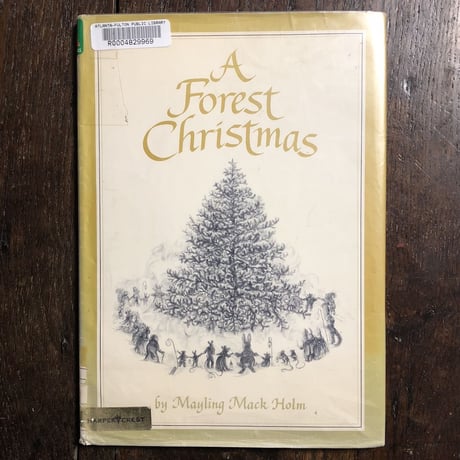 ATLANTA-FULTON PUBLIC LIBRARY
R0004829969
A
Forest
Christmas
by Mayling Mack Holm
HARPER CREST